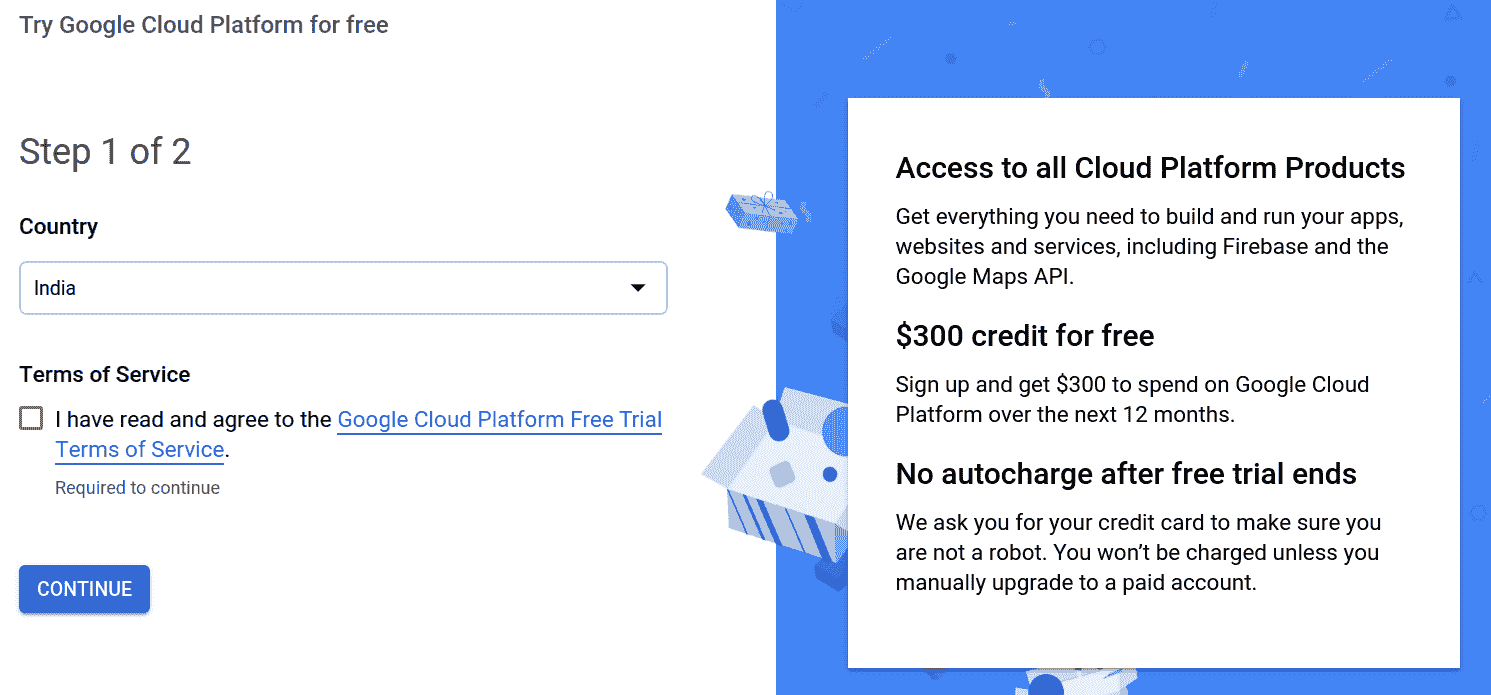 Try Google Cloud Platform for free
Step 1 of 2
Country
India
Terms of Service
I have read and agree to the Google Cloud Platform Free Trial
Terms of Service.
Required to continue
CONTINUE
Access to all Cloud Platform Products
Get everything you need to build and run your apps,
websites and services, including Firebase and the
Google Maps API.
$300 credit for free
Sign up and get $300 to spend on Google Cloud
Platform over the next 12 months.
No autocharge after free trial ends
We ask you for your credit card to make sure you
are not a robot. You won’t be charged unless you
manually upgrade to a paid account.